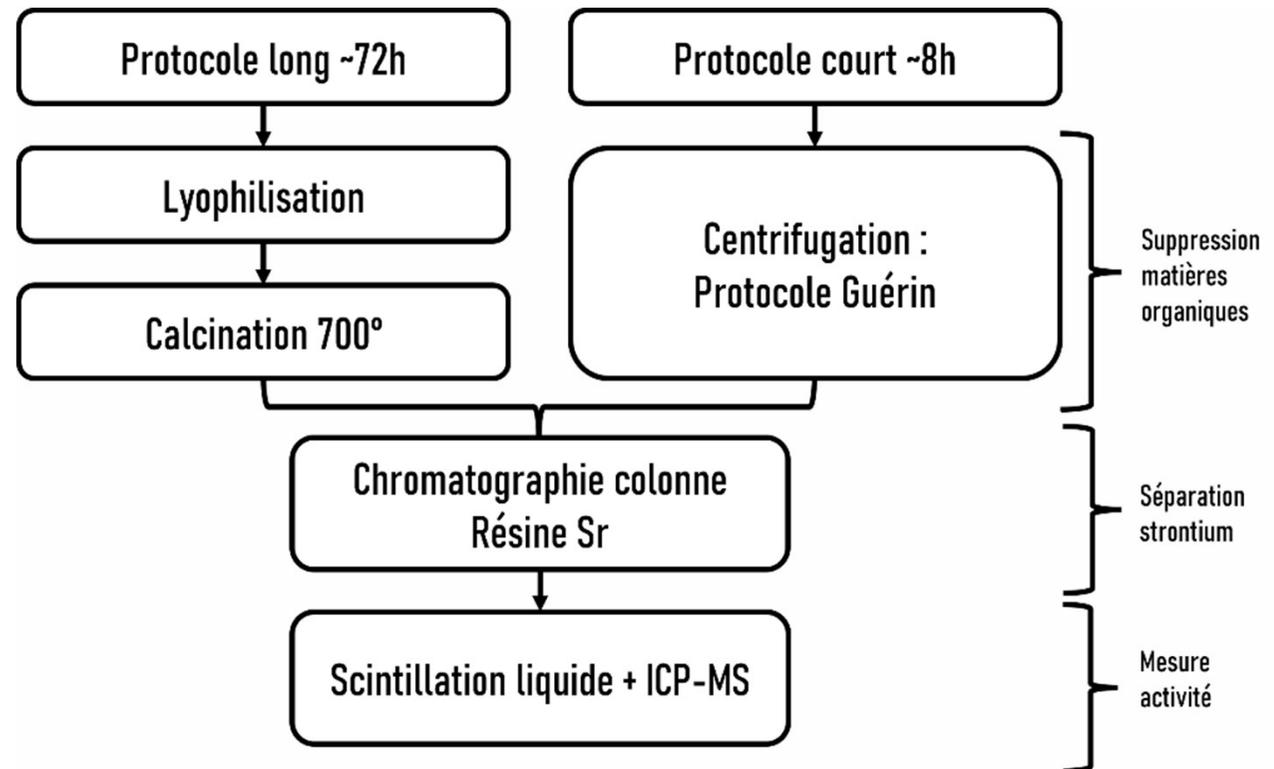 Protocole long ~72h
Protocole court ~8h
Lyophilisation
Calcination 700°
Centrifugation :
Protocole Guérin
Suppression
matières
organiques
Chromatographie colonne
Résine Sr
Séparation
strontium
Scintillation liquide + ICP-MS
Mesure
activité